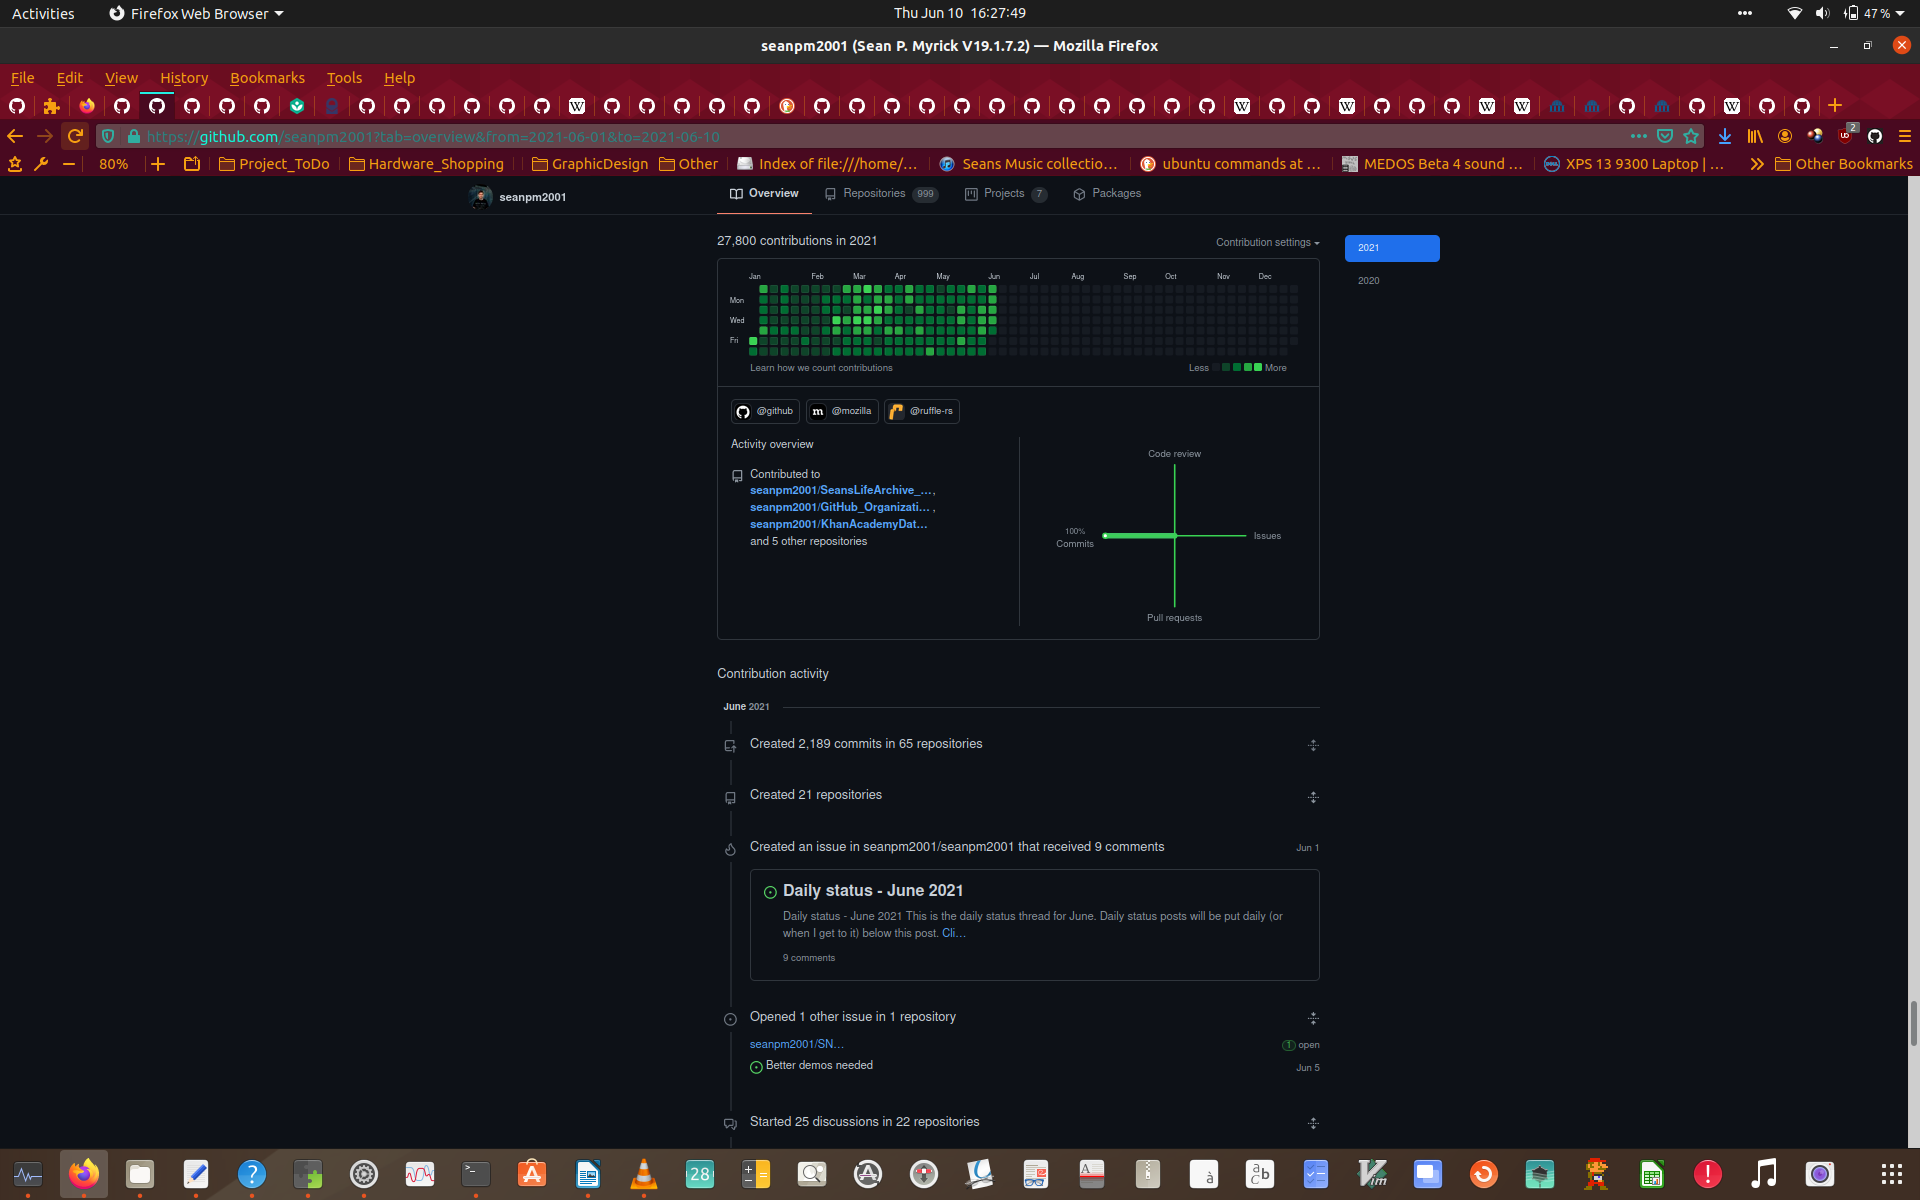 Activities
Firefox Web Browser
Thu Jun 10 16:27:49
47 %
seanpm2001 (Sean P. Myrick V19.1.7.2) — Mozilla Firefox
File Edit View History Bookmarks Tools Help
https://github.com/seanpm2001?tab=overview&from=2021-06-01&to=2021-06-10
2
80%
Project_ToDo
Hardware_Shopping
GraphicDesign
Other
Index of file:///home/…
Seans Music collectio…
ubuntu commands at …
MEDOS Beta 4 sound …
XPS 13 9300 Laptop | …
Other Bookmarks
seanpm2001
Overview
Repositories 999
Projects 7
Packages
27,800 contributions in 2021
Contribution settings
2021
2020
Jan Feb Mar Apr May Jun Jul Aug Sep Oct Nov Dec
Mon
Wed
Fri
Learn how we count contributions
Less More
@github
@mozilla
@ruffle-rs
Activity overview
Contributed to
seanpm2001/SeansLifeArchive_…,
seanpm2001/GitHub_Organizati… ,
seanpm2001/KhanAcademyDat…
and 5 other repositories
Code review
100%
Commits
Issues
Pull requests
Contribution activity
June 2021
Created 2,189 commits in 65 repositories
Created 21 repositories
Created an issue in seanpm2001/seanpm2001 that received 9 comments
Jun 1
Daily status - June 2021
Daily status - June 2021 This is the daily status thread for June. Daily status posts will be put daily (or
when I get to it) below this post. Cli…
9 comments
Opened 1 other issue in 1 repository
seanpm2001/SN…
1 open
Better demos needed
Jun 5
Started 25 discussions in 22 repositories
28